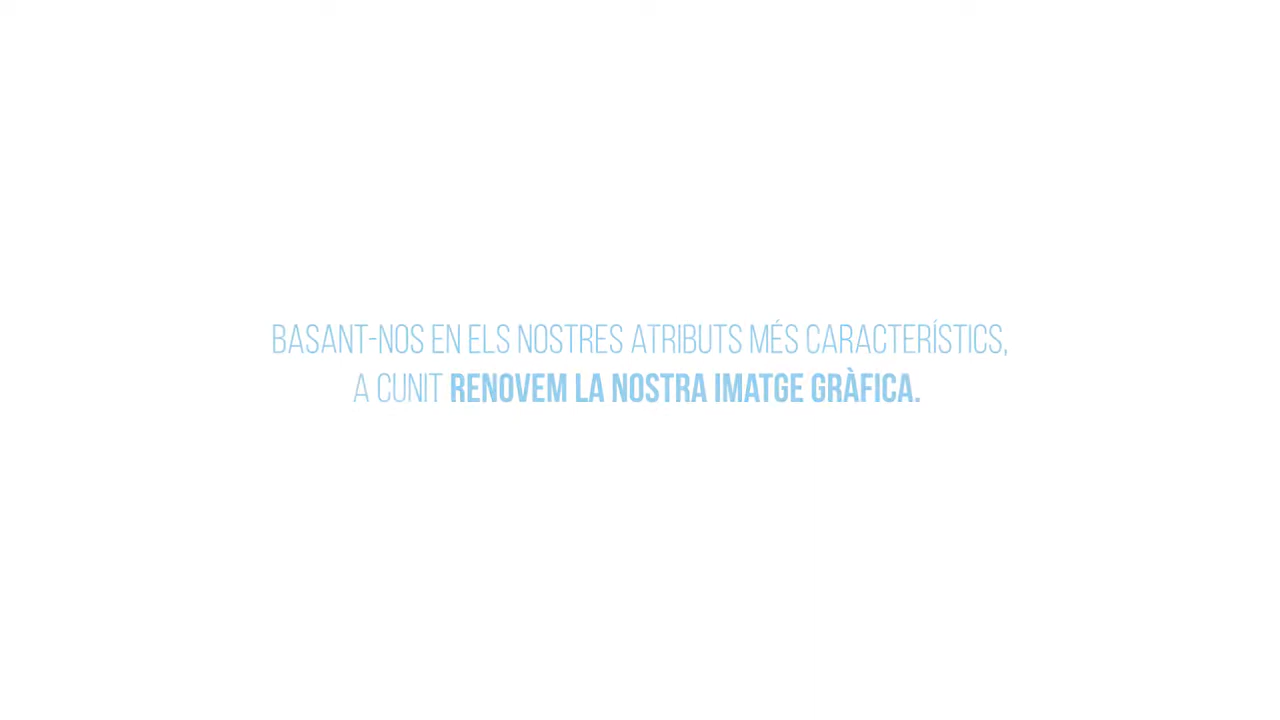 BASANT-NOS EN ELS NOSTRES ATRIBUTS MÉS CARACTERÍSTICS,
A CUNIT RENOVEM LA NOSTRA IMATGE GRÀFICA.